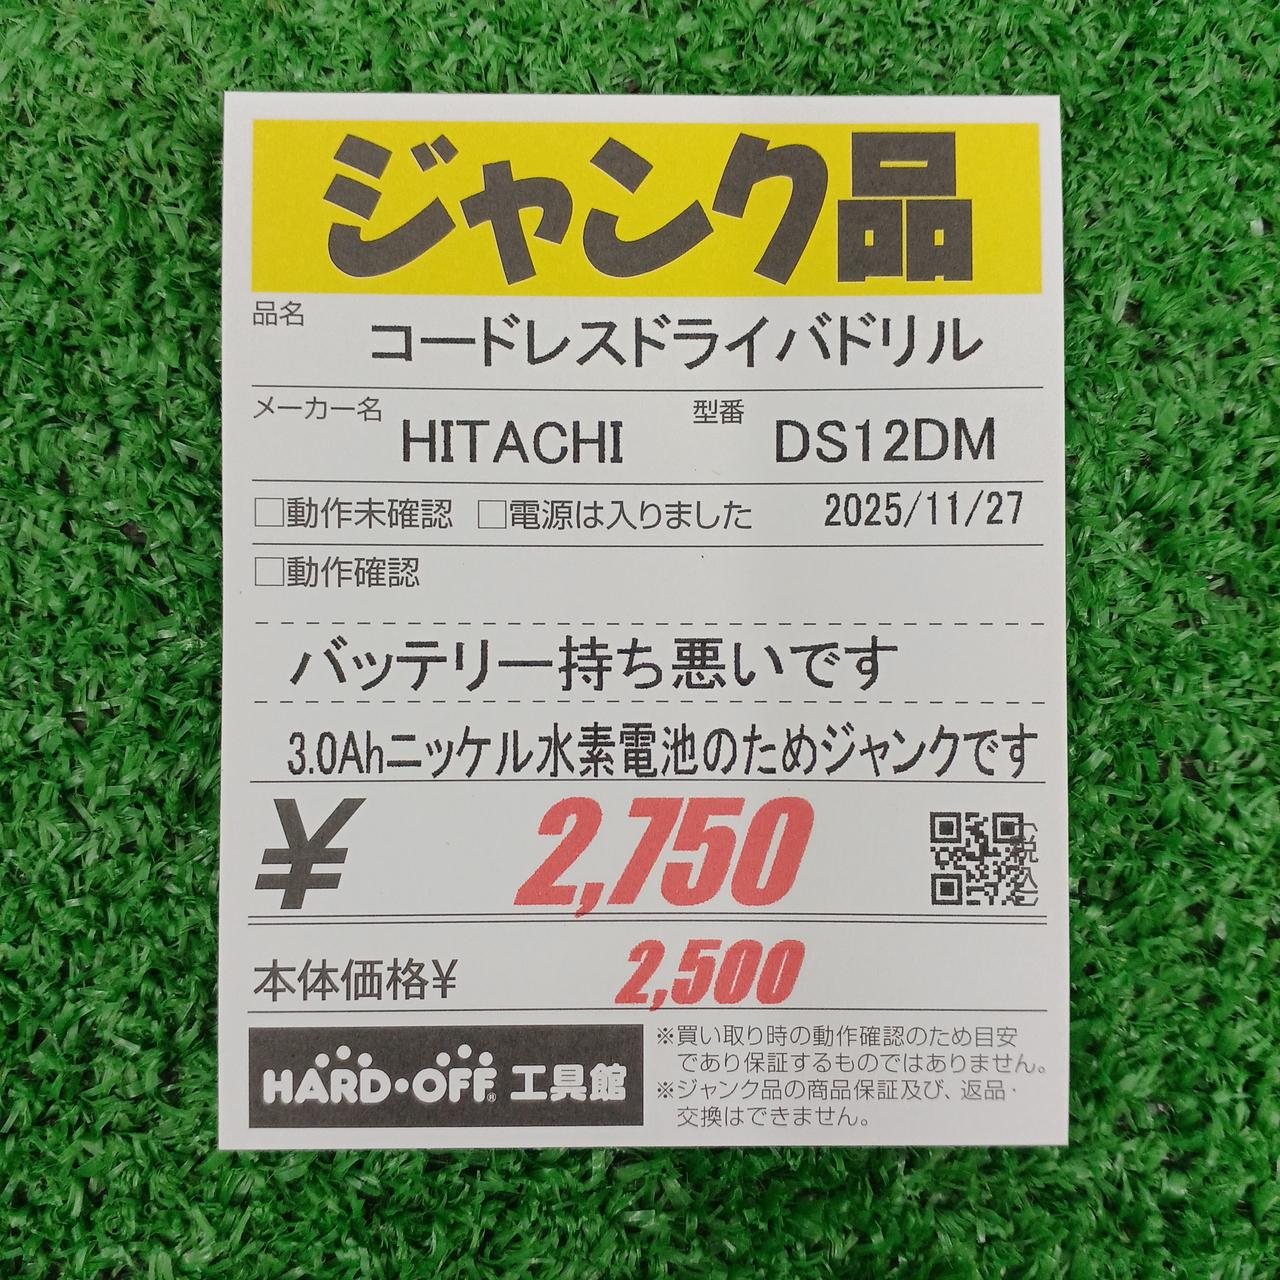 ジャンク品
品名
コードレスドライバドリル
メーカー名 HITACHI 型番 DS12DM
□動作未確認 □電源は入りました 2025/11/27
□動作確認
バッテリー持ち悪いです
3.0Ahニッケル水素電池のためジャンクです
¥ 2,750 (税込)
本体価格¥ 2,500
HARD・OFF® 工具館
※買い取り時の動作確認のため目安
であり保証するものではありません。
※ジャンク品の商品保証及び、返品・
交換はできません。